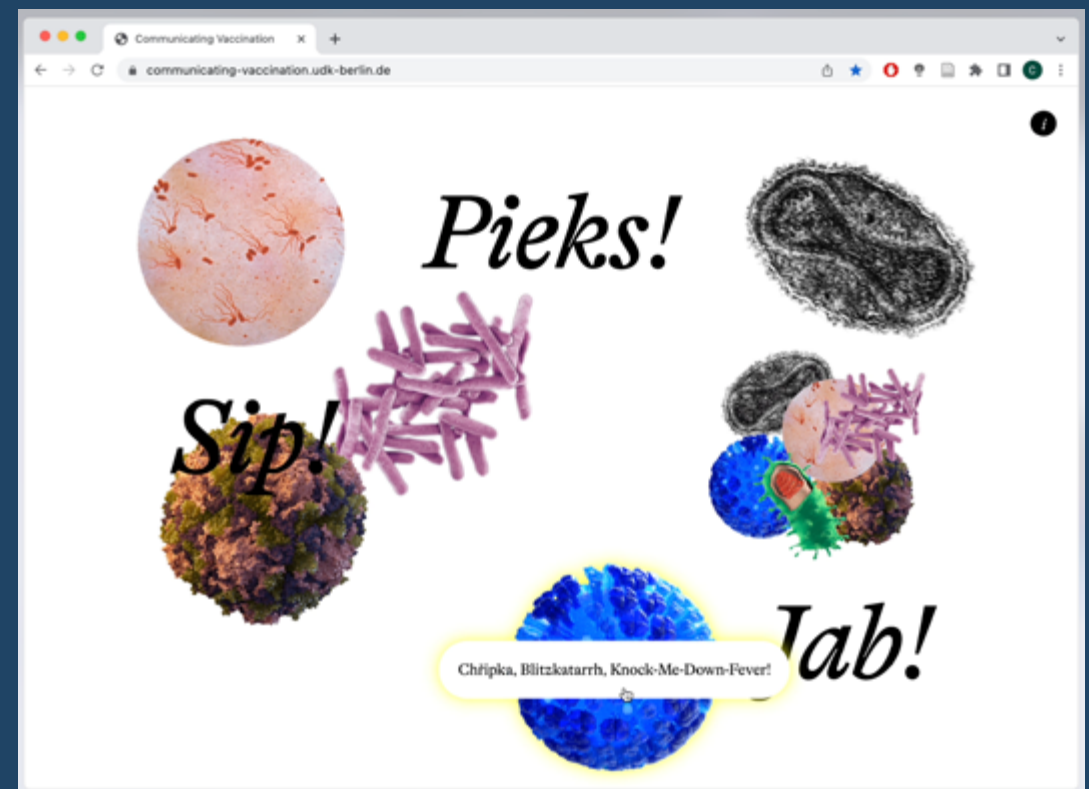 Communicating Vaccination
communicating-vaccination.udk-berlin.de
Pieks!
Sip!
Chřipka, Blitzkatarrh, Knock-Me-Down-Fever!
Jab!